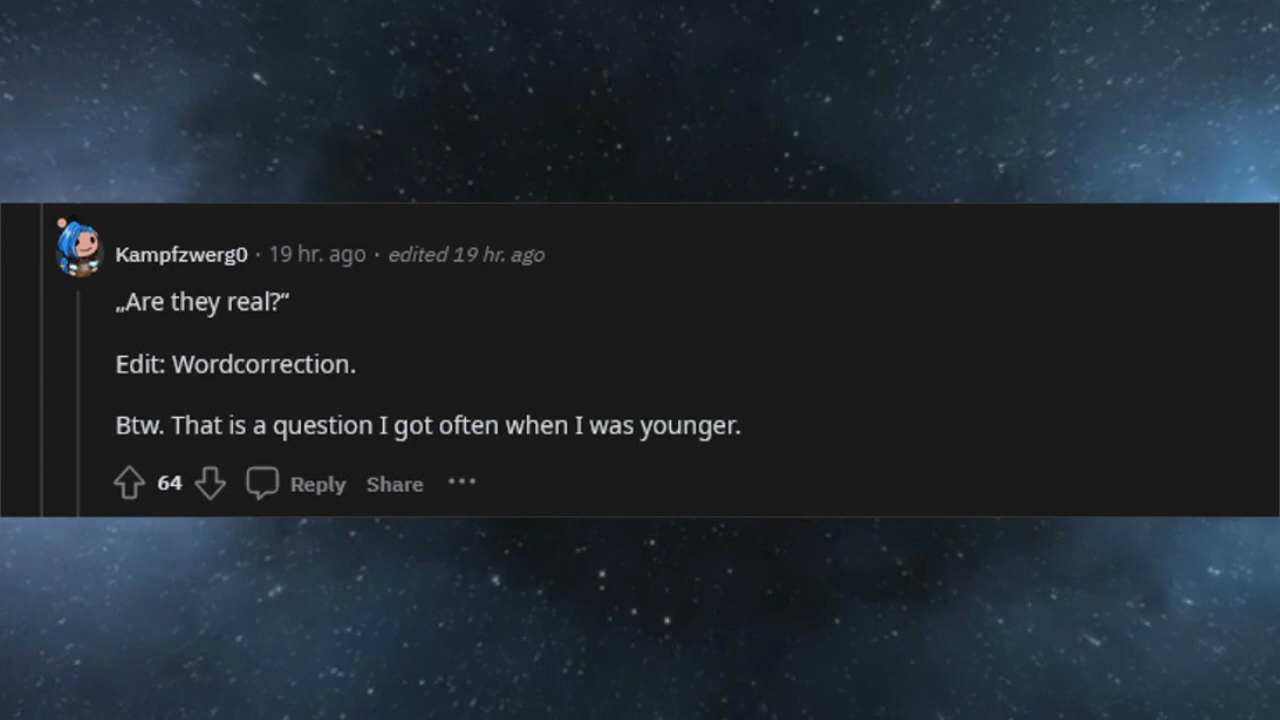 Kampfzwerg0 · 19 hr. ago · edited 19 hr. ago
„Are they real?“
Edit: Wordcorrection.
Btw. That is a question I got often when I was younger.
64 Reply Share ···